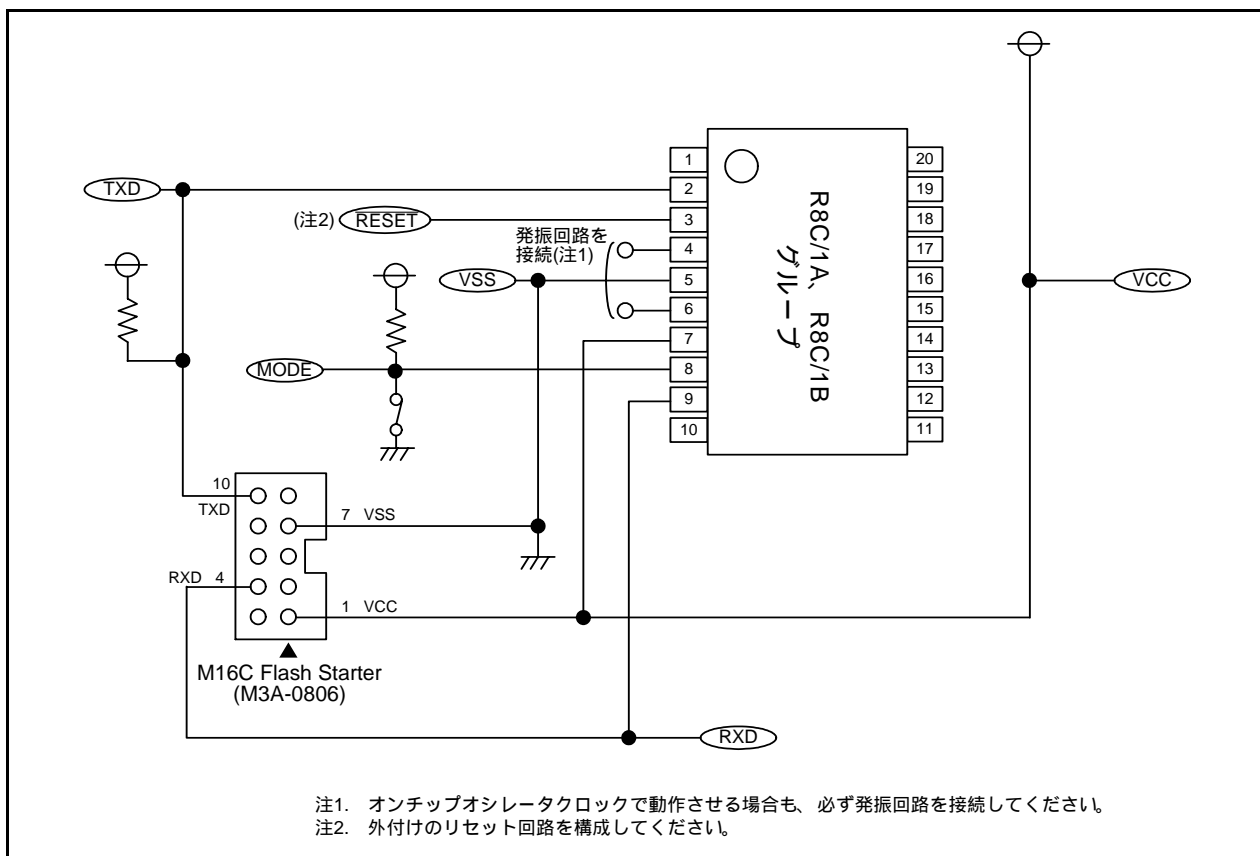 TXD
(注2) RESET
発振回路を
接続(注1)
VSS
MODE
1
2
3
4
5
6
7
8
9
10
R8C/1A、R8C/1B
グループ
20
19
18
17
16
15
14
13
12
11
VCC
10
TXD
7 VSS
RXD 4
1 VCC
M16C Flash Starter
(M3A-0806)
RXD
注1. オンチップオシレータクロックで動作させる場合も、必ず発振回路を接続してください。
注2. 外付けのリセット回路を構成してください。